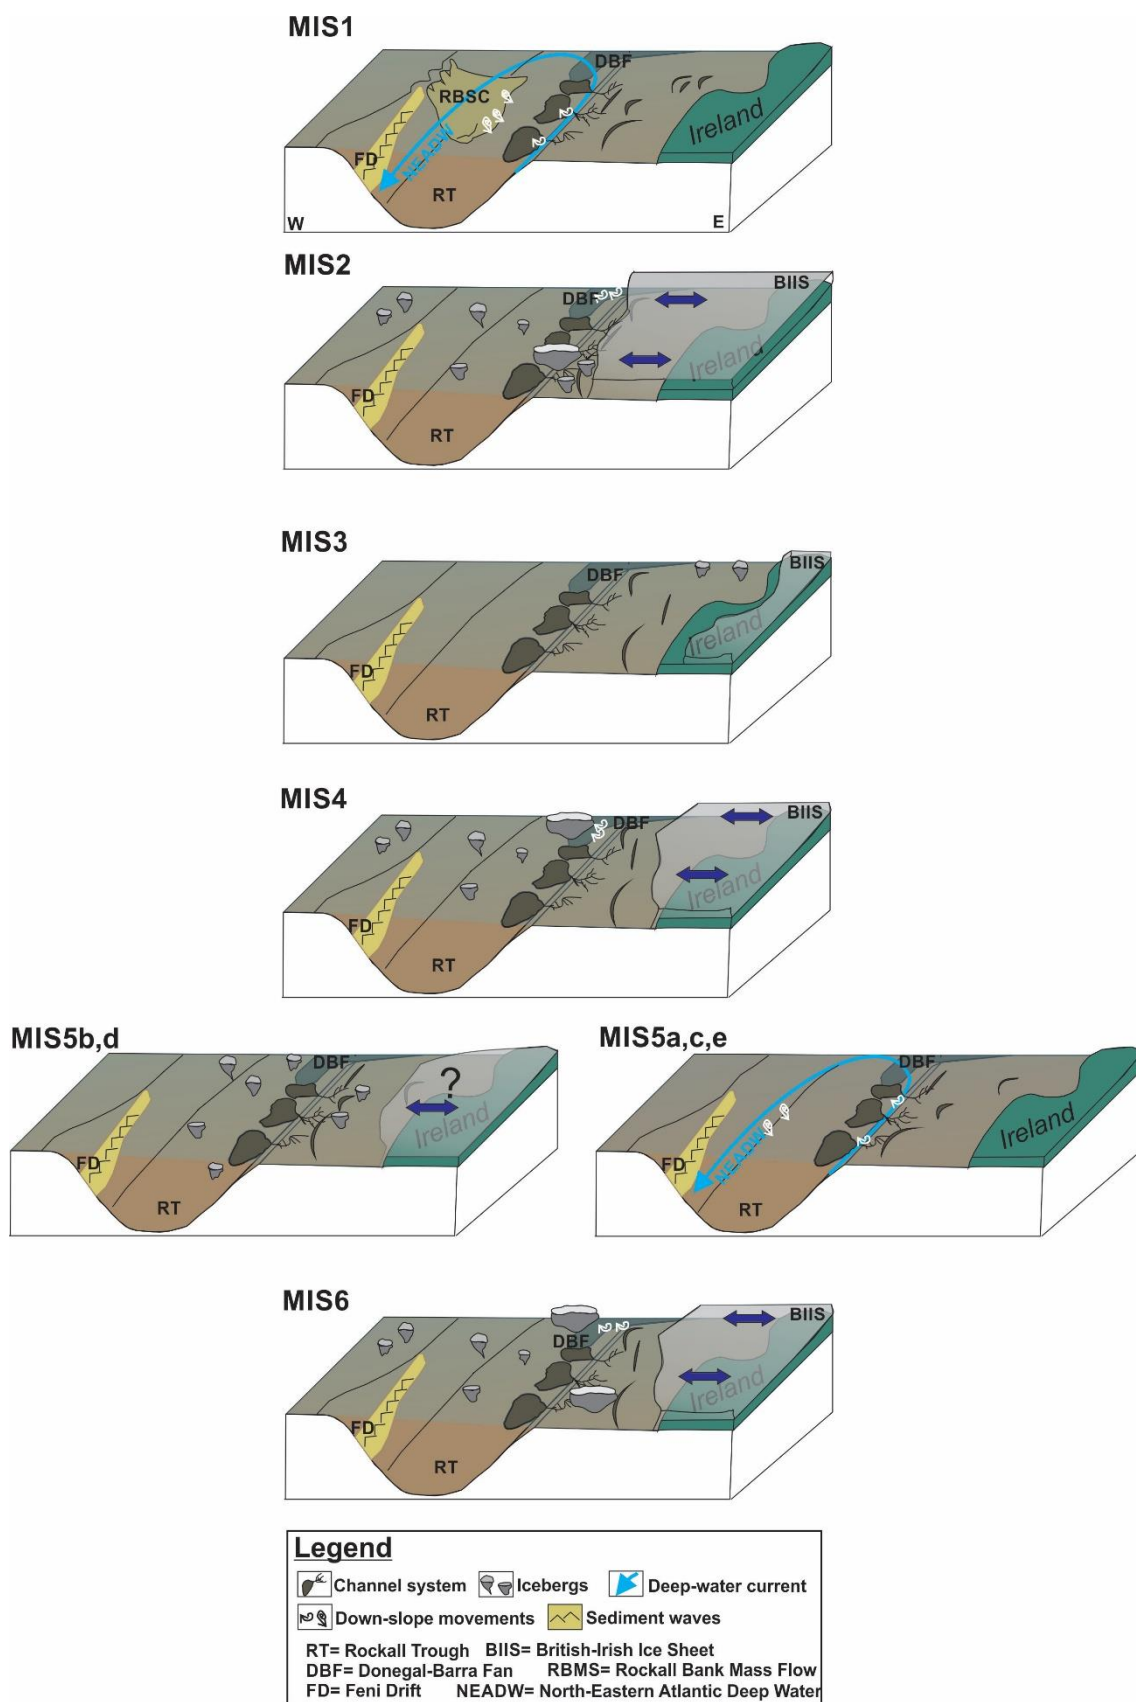 MIS1
DBF
RBSC
Ireland
NEADW
FD
RT
W
E
MIS2
BIIS
DBF
Ireland
FD
RT
MIS3
BIIS
DBF
Ireland
FD
RT
MIS4
BIIS
DBF
Ireland
FD
RT
MIS5b,d
DBF
?
Ireland
FD
RT
MIS5a,c,e
DBF
Ireland
NEADW
FD
RT
MIS6
BIIS
DBF
Ireland
FD
RT
Legend
Channel system Icebergs Deep-water current
Down-slope movements Sediment waves
RT= Rockall Trough BIIS= British-Irish Ice Sheet
DBF= Donegal-Barra Fan RBMS= Rockall Bank Mass Flow
FD= Feni Drift NEADW= North-Eastern Atlantic Deep Water